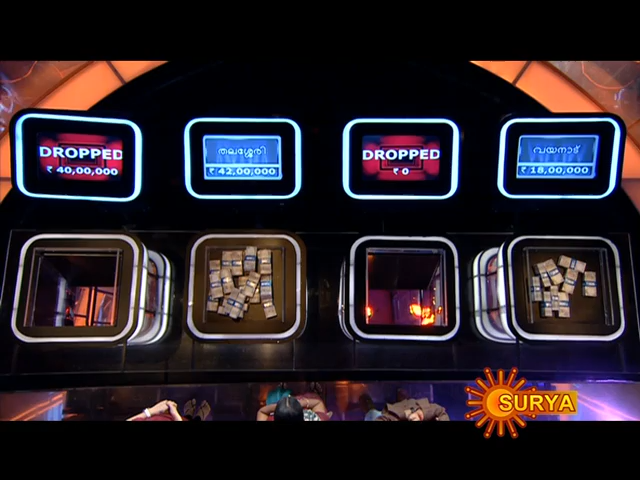 DROPPED
₹ 40,00,000
തലശ്ശേരി
₹ 42,00,000
DROPPED
₹ 0
വയനാട്
₹ 18,00,000
SURYA